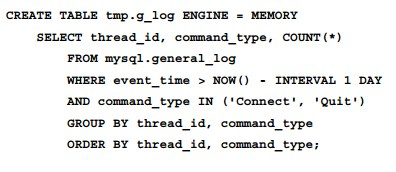 CREATE TABLE tmp.g_log ENGINE = MEMORY
SELECT thread_id, command_type, COUNT(*)
FROM mysql.general_log
WHERE event_time > NOW() - INTERVAL 1 DAY
AND command_type IN ('Connect', 'Quit')
GROUP BY thread_id, command_type
ORDER BY thread_id, command_type;